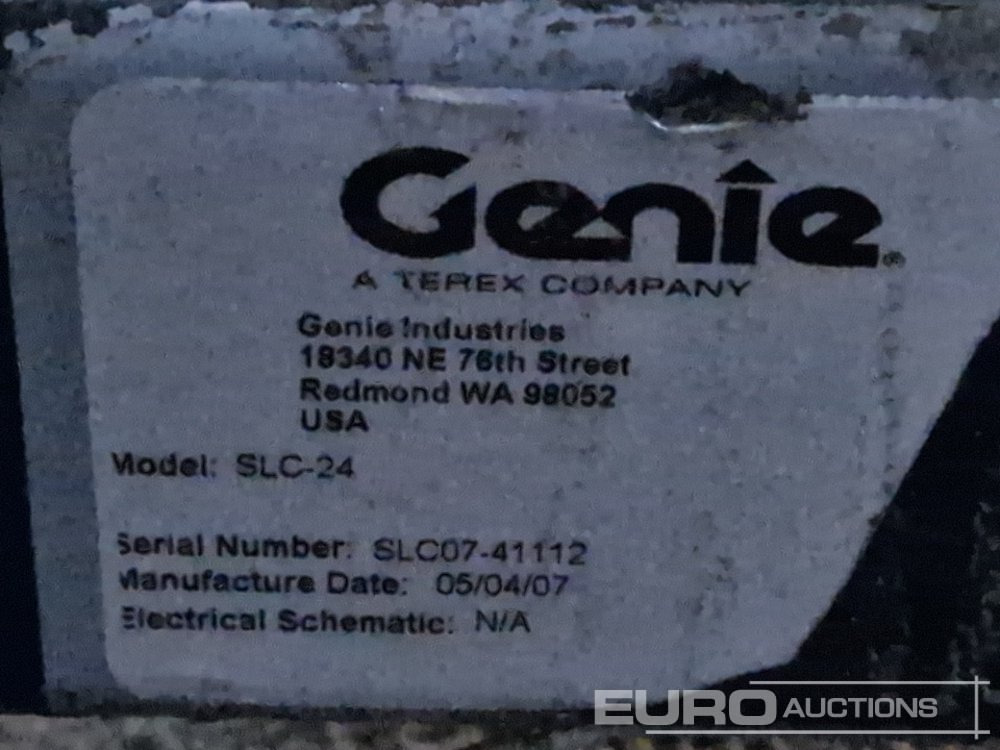 Genie®
A TEREX COMPANY
Genie Industries
18340 NE 76th Street
Redmond WA 98052
USA
Model: SLC-24
Serial Number: SLC07-41112
Manufacture Date: 05/04/07
Electrical Schematic: N/A
EURO AUCTIONS